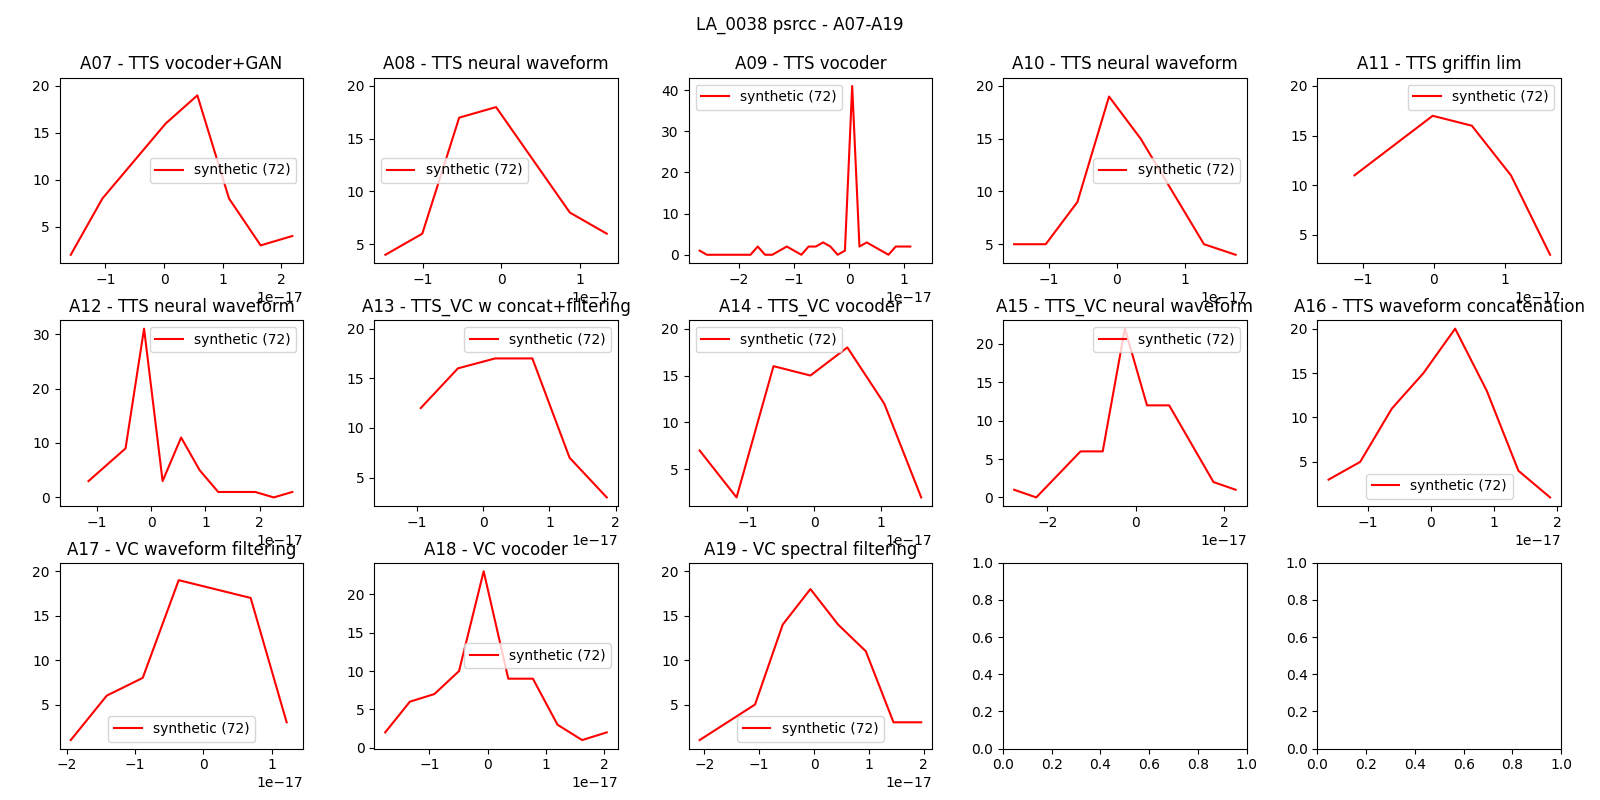 LA_0038 psrcc - A07-A19
A07 - TTS vocoder+GAN
20
15
10
5
synthetic (72)
−1 0 1 2
1e−17
A08 - TTS neural waveform
20
15
10
5
synthetic (72)
−1 0 1
1e−17
A09 - TTS vocoder
40
30
20
10
0
synthetic (72)
−2 −1 0 1
1e−17
A10 - TTS neural waveform
20
15
10
5
synthetic (72)
−1 0 1
1e−17
A11 - TTS griffin lim
20
15
10
5
synthetic (72)
−1 0 1
1e−17
A12 - TTS neural waveform
30
20
10
0
synthetic (72)
−1 0 1 2
1e−17
A13 - TTS_VC w concat+filtering
20
15
10
5
synthetic (72)
−1 0 1 2
1e−17
A14 - TTS_VC vocoder
20
15
10
5
synthetic (72)
−1 0 1
1e−17
A15 - TTS_VC neural waveform
20
15
10
5
0
synthetic (72)
−2 0 2
1e−17
A16 - TTS waveform concatenation
20
15
10
5
synthetic (72)
−1 0 1 2
1e−17
A17 - VC waveform filtering
20
15
10
5
synthetic (72)
−2 −1 0 1
1e−17
A18 - VC vocoder
20
15
10
5
0
synthetic (72)
−1 0 1 2
1e−17
A19 - VC spectral filtering
20
15
10
5
synthetic (72)
−2 −1 0 1 2
1e−17
1.0
0.8
0.6
0.4
0.2
0.0
0.0 0.2 0.4 0.6 0.8 1.0
1.0
0.8
0.6
0.4
0.2
0.0
0.0 0.2 0.4 0.6 0.8 1.0